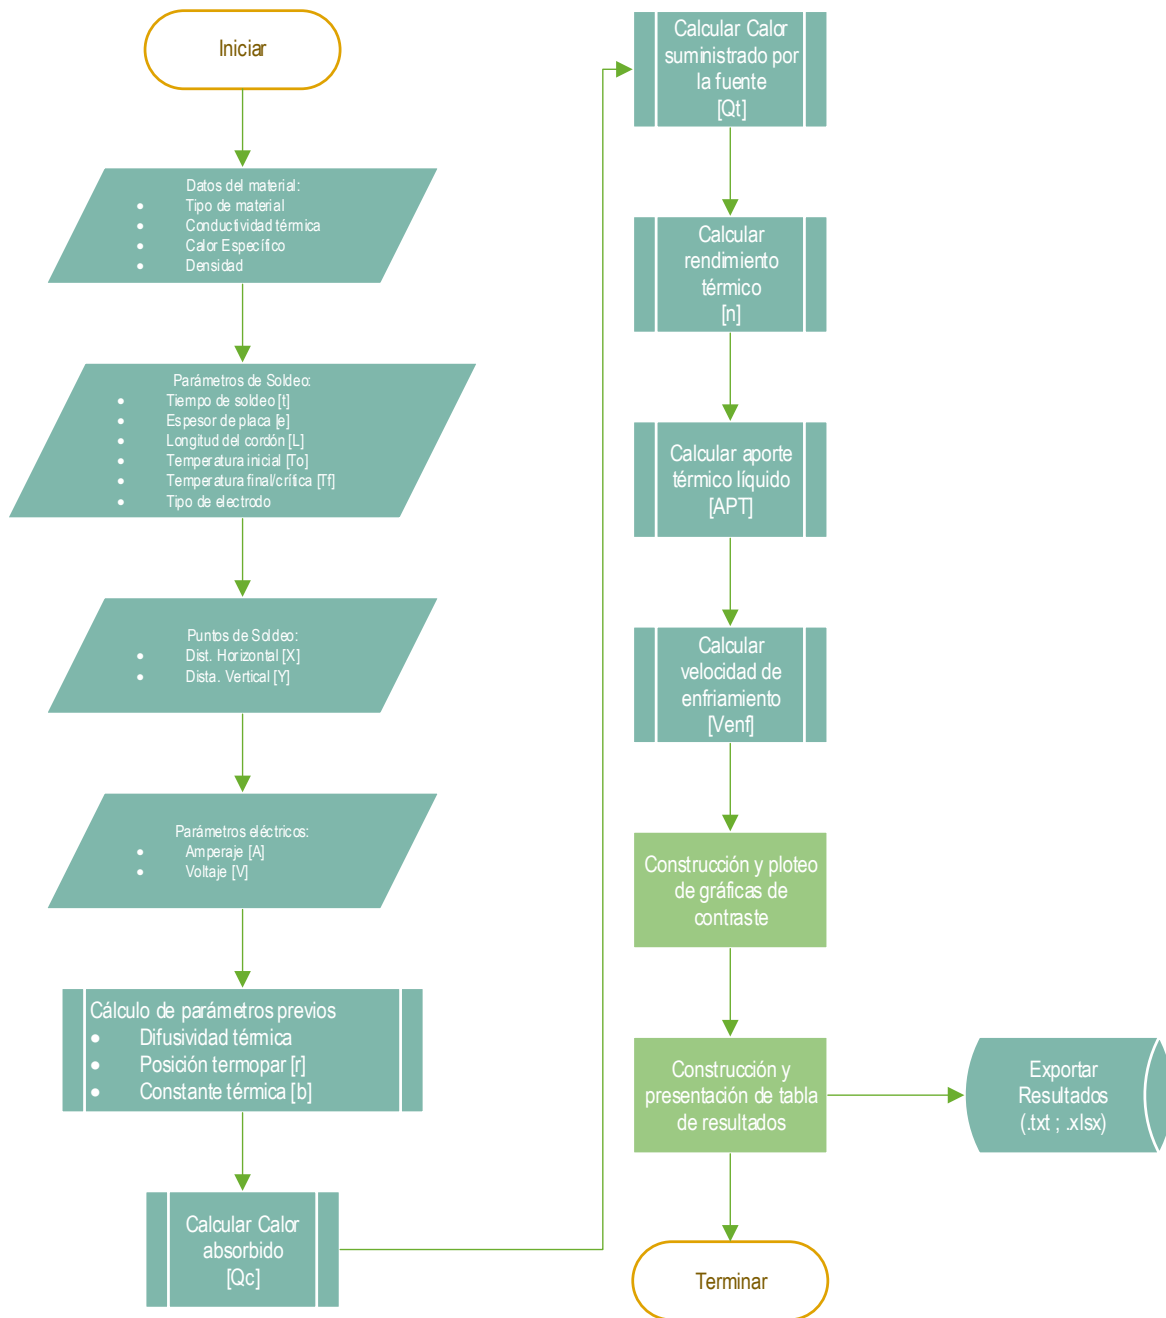 Iniciar
Datos del material:
• Tipo de material
• Conductividad térmica
• Calor Específico
• Densidad
Parámetros de Soldeo:
• Tiempo de soldeo [t]
• Espesor de placa [e]
• Longitud del cordón [L]
• Temperatura inicial [To]
• Temperatura final/crítica [Tf]
• Tipo de electrodo
Puntos de Soldeo:
• Dist. Horizontal [X]
• Dista. Vertical [Y]
Parámetros eléctricos:
• Amperaje [A]
• Voltaje [V]
Cálculo de parámetros previos
• Difusividad térmica
• Posición termopar [r]
• Constante térmica [b]
Calcular Calor
absorbido
[Qc]
Calcular Calor
suministrado por
la fuente
[Qt]
Calcular
rendimiento
térmico
[n]
Calcular aporte
térmico líquido
[APT]
Calcular
velocidad de
enfriamiento
[Venf]
Construcción y ploteo
de gráficas de
contraste
Construcción y
presentación de tabla
de resultados
Exportar
Resultados
(.txt ; .xlsx)
Terminar